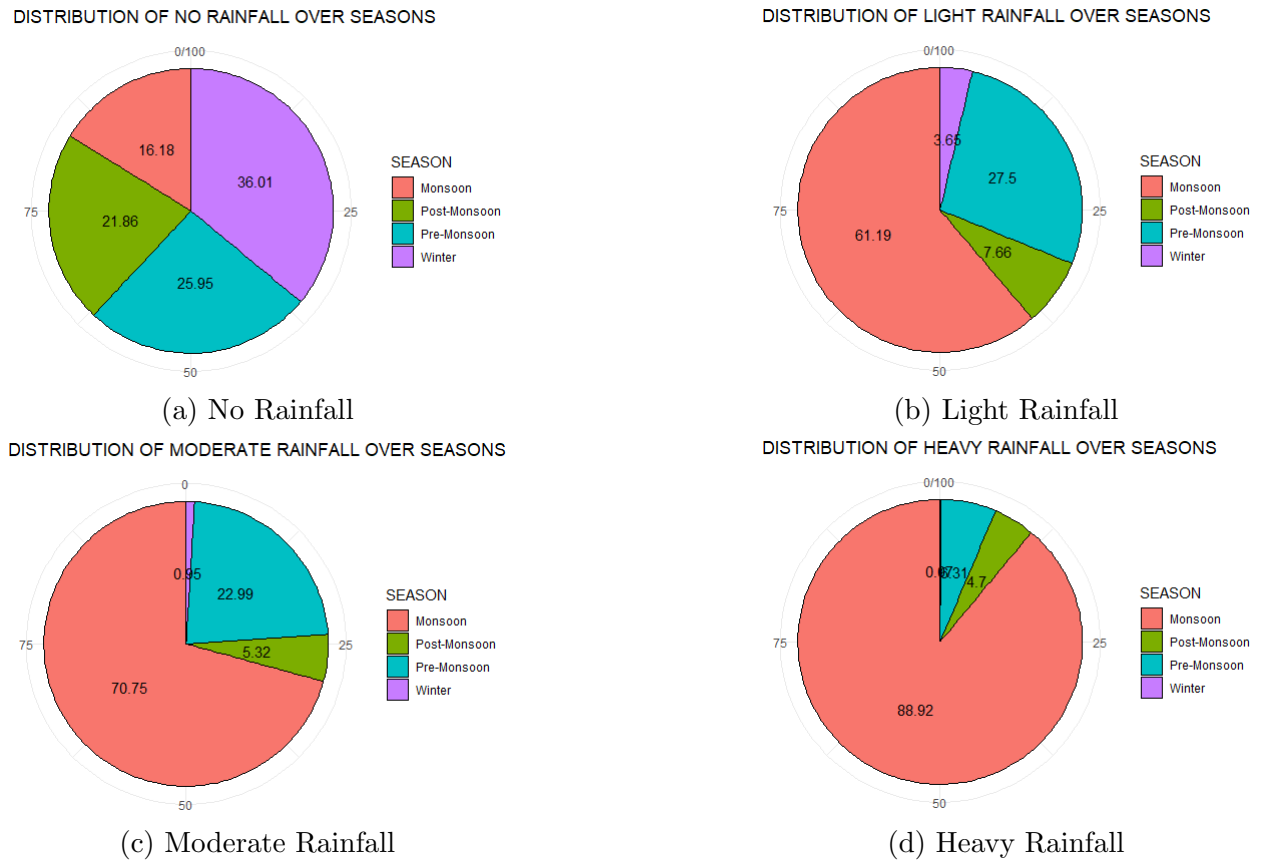 DISTRIBUTION OF NO RAINFALL OVER SEASONS
0/100
25
50
75
16.18
36.01
21.86
25.95
SEASON
Monsoon
Post-Monsoon
Pre-Monsoon
Winter
(a) No Rainfall
DISTRIBUTION OF LIGHT RAINFALL OVER SEASONS
0/100
25
50
75
3.65
27.5
61.19
7.66
SEASON
Monsoon
Post-Monsoon
Pre-Monsoon
Winter
(b) Light Rainfall
DISTRIBUTION OF MODERATE RAINFALL OVER SEASONS
0
25
50
75
0.95
22.99
5.32
70.75
SEASON
Monsoon
Post-Monsoon
Pre-Monsoon
Winter
(c) Moderate Rainfall
DISTRIBUTION OF HEAVY RAINFALL OVER SEASONS
0/100
25
50
75
0.07
6.31
4.7
88.92
SEASON
Monsoon
Post-Monsoon
Pre-Monsoon
Winter
(d) Heavy Rainfall